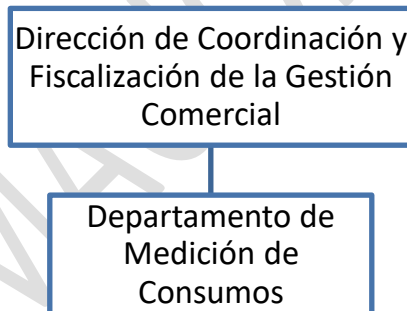 Dirección de Coordinación y
Fiscalización de la Gestión
Comercial
Departamento de
Medición de
Consumos